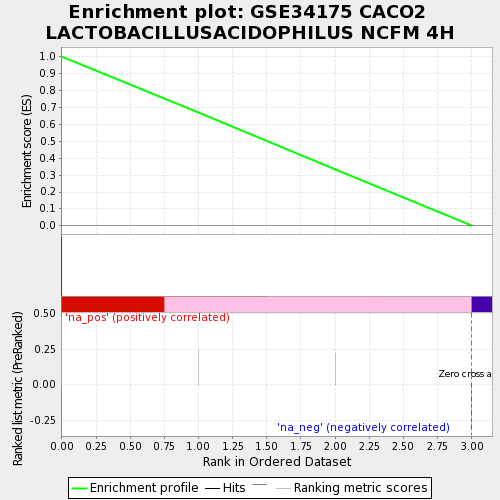 Enrichment plot: GSE34175 CACO2
LACTOBACILLUSACIDOPHILUS NCFM 4H
Enrichment score (ES)
1.0
0.9
0.8
0.7
0.6
0.5
0.4
0.3
0.2
0.1
0.0
'na_pos' (positively correlated)
Ranked list metric (PreRanked)
0.50
0.25
0.00
-0.25
Zero cross a
'na_neg' (negatively correlated)
0.00 0.25 0.50 0.75 1.00 1.25 1.50 1.75 2.00 2.25 2.50 2.75 3.00
Rank in Ordered Dataset
Enrichment profile Hits Ranking metric scores